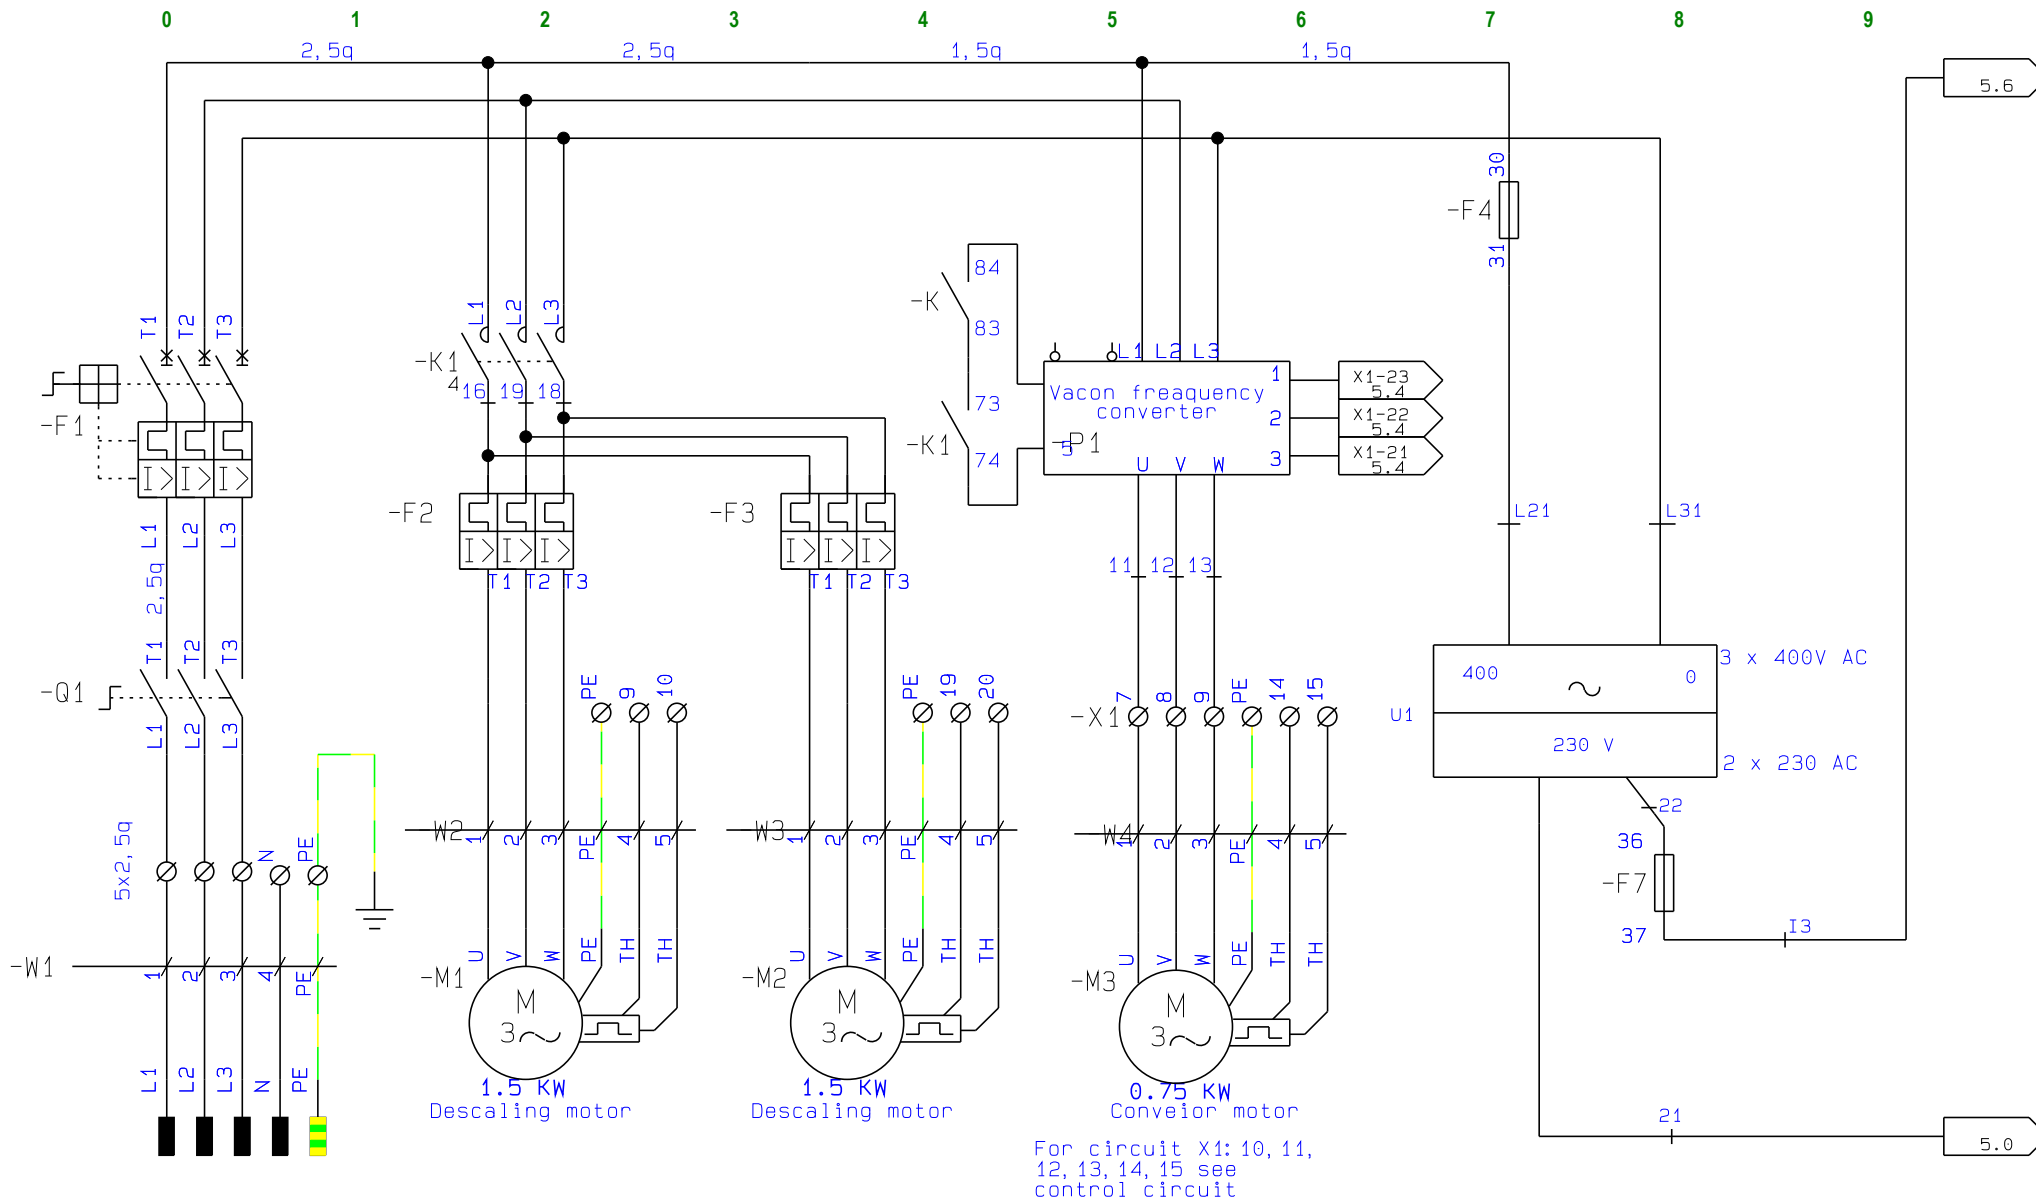 0 1 2 3 4 5 6 7 8 9
2,5q 2,5q 1,5q 1,5q
5.6
30
-F4
31
84
-K
83
73
-K1
74
T1 T2 T3
-F1
L1 L2 L3
2,5q
T1 T2 T3
-Q1
L1 L2 L3
5x2,5q
N PE
-W1
1 2 3 4 PE
L1 L2 L3 N PE
L1 L2 L3
-K1
4
16 19 18
-F2
I> I> I>
T1 T2 T3
-F3
I> I> I>
T1 T2 T3
I> I> I>
L1 L2 L3
Vacon freaquency
converter
-P1
5
U V W
1
2
3
X1-23
5.4
X1-22
5.4
X1-21
5.4
11 12 13
L21 L31
PE 9 10
PE 19 20
-X1
7 8 9 PE 14 15
-W2
1 2 3 PE 4 5
-W3
1 2 3 PE 4 5
-W4
1 2 3 PE 4 5
U V W PE TH TH
-M1
M
3
1.5 KW
Descaling motor
U V W PE TH TH
-M2
M
3
1.5 KW
Descaling motor
U V W PE TH TH
-M3
M
3
0.75 KW
Conveior motor
For circuit X1:10,11,
12,13,14,15 see
control circuit
3 x 400V AC
400 0
U1
230 V
2 x 230 AC
22
36
-F7
37
I3
21
5.0